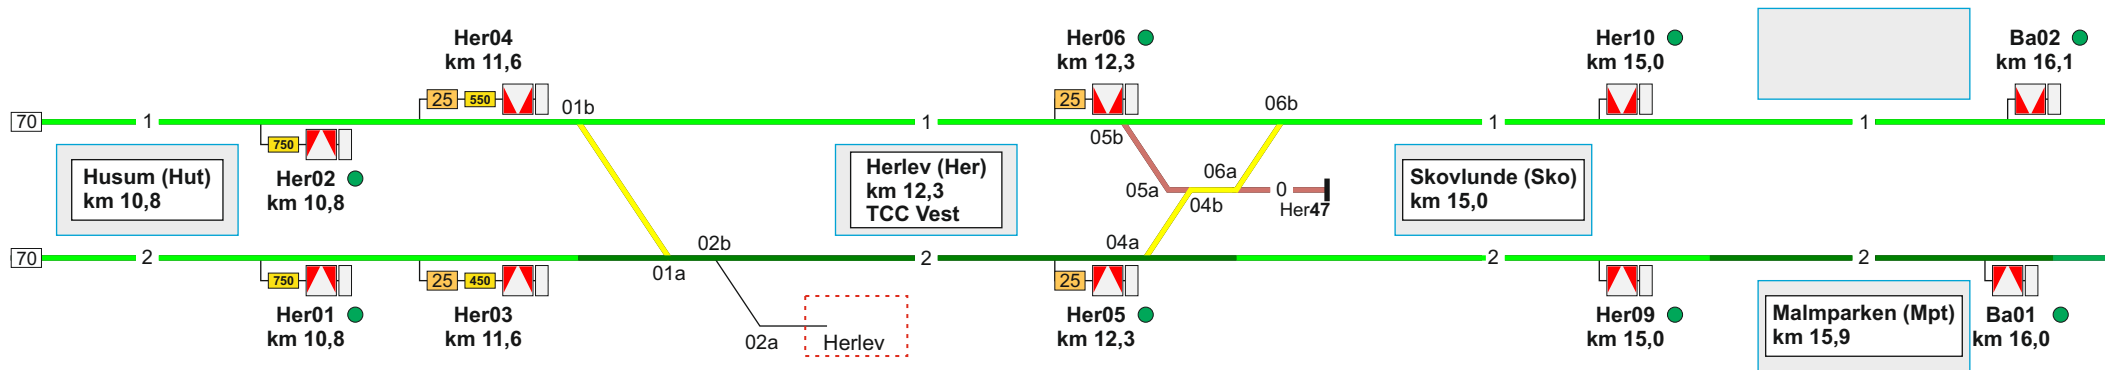 Her04
km 11,6
Her06
km 12,3
Her10
km 15,0
Ba02
km 16,1
25
550
01b
25
06b
70
1
1
1
1
750
05b
Husum (Hut)
km 10,8
Her02
km 10,8
Herlev (Her)
km 12,3
TCC Vest
05a
06a
04b
0
Her47
Skovlunde (Sko)
km 15,0
70
2
01a
02b
2
04a
2
2
750
25
450
25
Her01
km 10,8
Her03
km 11,6
02a
Herlev
Her05
km 12,3
Her09
km 15,0
Malmparken (Mpt)
km 15,9
Ba01
km 16,0